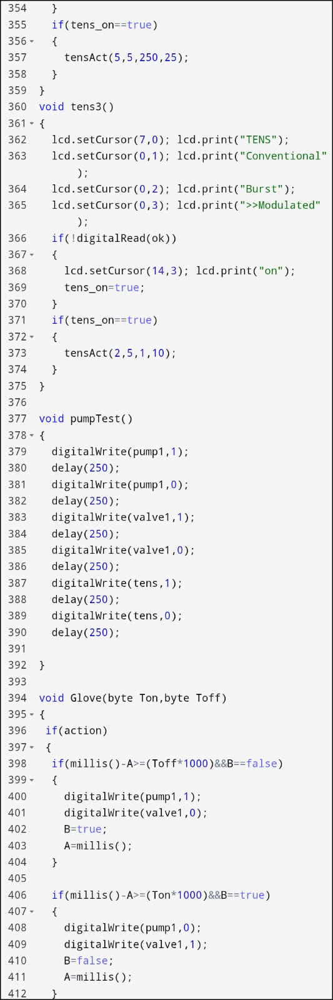 354 }
355 if(tens_on==true)
356 {
357 tensAct(5,5,250,25);
358 }
359 }
360 void tens3()
361 {
362 lcd.setCursor(7,0); lcd.print("TENS");
363 lcd.setCursor(0,1); lcd.print("Conventional"
);
364 lcd.setCursor(0,2); lcd.print("Burst");
365 lcd.setCursor(0,3); lcd.print(">>Modulated"
);
366 if(!digitalRead(ok))
367 {
368 lcd.setCursor(14,3); lcd.print("on");
369 tens_on=true;
370 }
371 if(tens_on==true)
372 {
373 tensAct(2,5,1,10);
374 }
375 }
376
377 void pumpTest()
378 {
379 digitalWrite(pump1,1);
380 delay(250);
381 digitalWrite(pump1,0);
382 delay(250);
383 digitalWrite(valve1,1);
384 delay(250);
385 digitalWrite(valve1,0);
386 delay(250);
387 digitalWrite(tens,1);
388 delay(250);
389 digitalWrite(tens,0);
390 delay(250);
391
392 }
393
394 void Glove(byte Ton,byte Toff)
395 {
396 if(action)
397 {
398 if(millis()-A>=(Toff*1000)&&B==false)
399 {
400 digitalWrite(pump1,1);
401 digitalWrite(valve1,0);
402 B=true;
403 A=millis();
404 }
405
406 if(millis()-A>=(Ton*1000)&&B==true)
407 {
408 digitalWrite(pump1,0);
409 digitalWrite(valve1,1);
410 B=false;
411 A=millis();
412 }